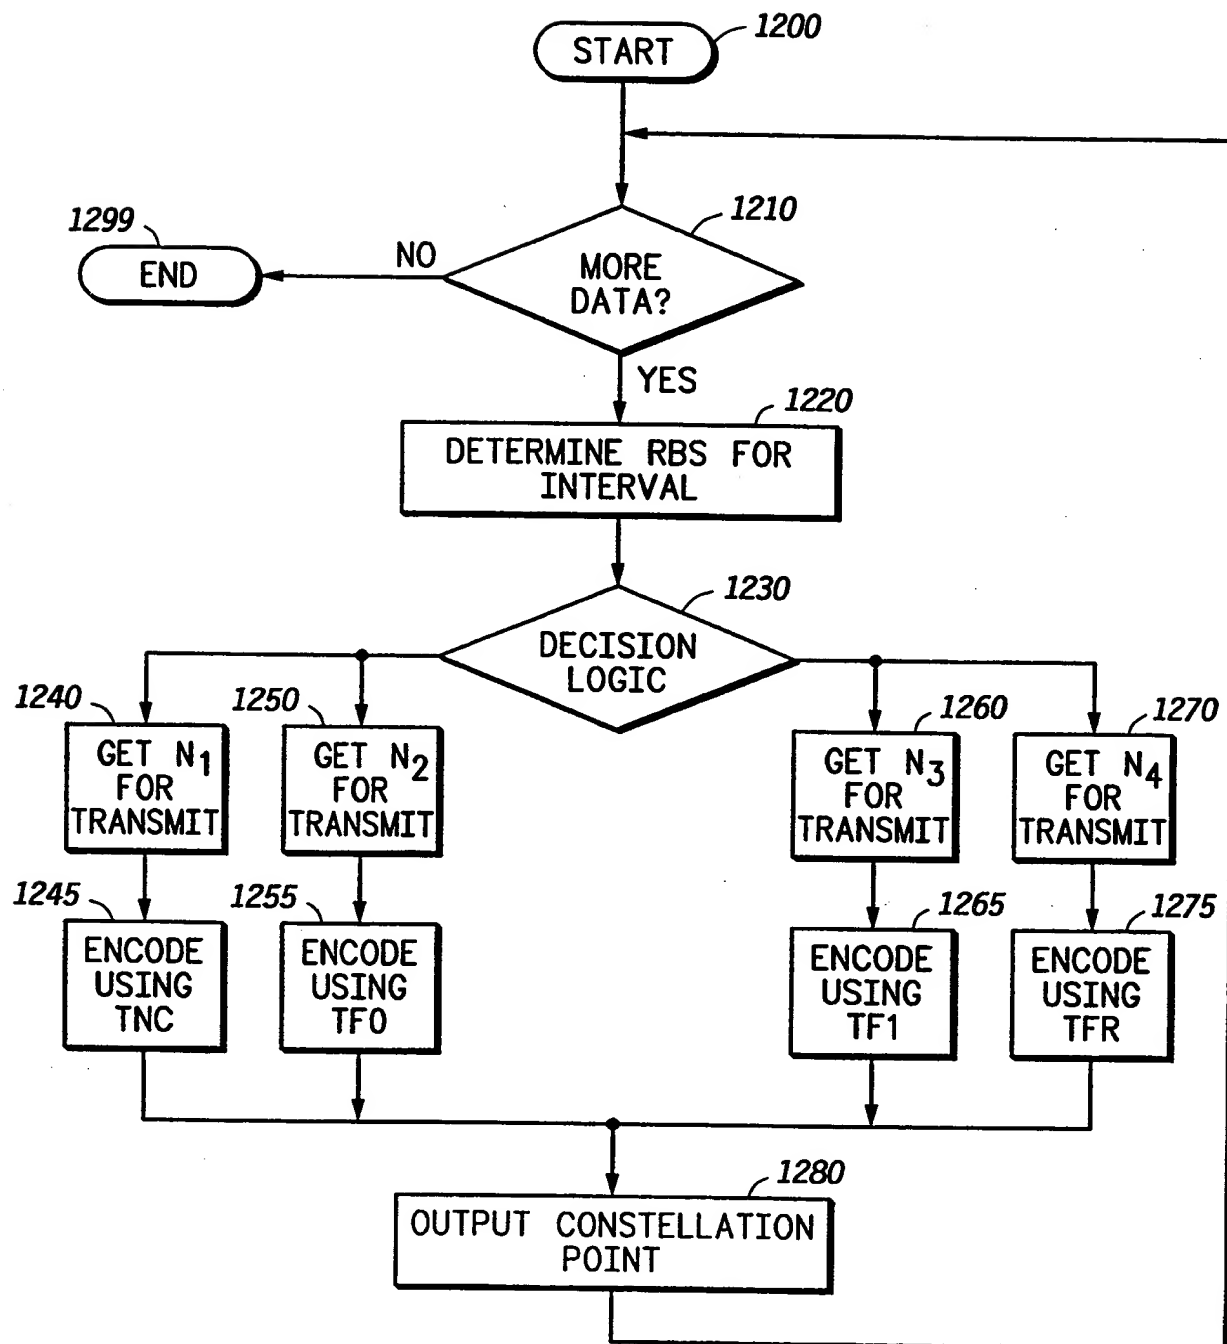 1200
START
1210
MORE
DATA?
NO
1299
END
YES
1220
DETERMINE RBS FOR
INTERVAL
1230
DECISION
LOGIC
1240
GET N1
FOR
TRANSMIT
1250
GET N2
FOR
TRANSMIT
1260
GET N3
FOR
TRANSMIT
1270
GET N4
FOR
TRANSMIT
1245
ENCODE
USING
TNC
1255
ENCODE
USING
TF0
1265
ENCODE
USING
TF1
1275
ENCODE
USING
TFR
1280
OUTPUT CONSTELLATION
POINT